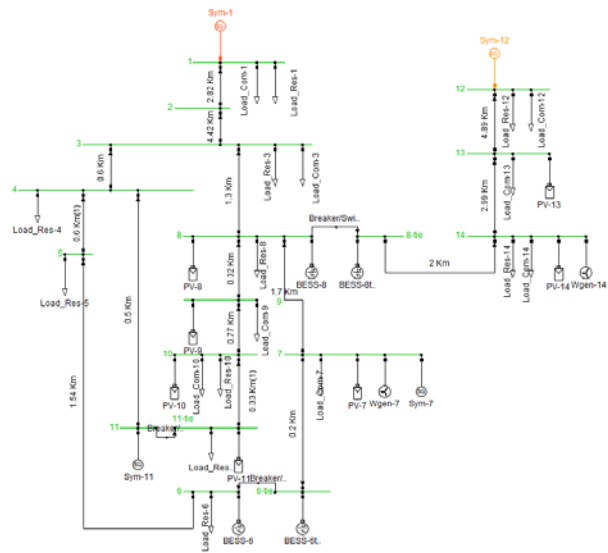 Sym-1
Sym-12
1
2.82 Km
Load_Com-1
Load_Res-1
2
4.42 Km
3
0.6 Km
1.3 Km
Load_Res-3
Load_Com-3
12
4.89 Km
Load_Res-12
Load_Com-12
13
2.99 Km
Load_Com-13
PV-13
4
Load_Res-4
0.6 Km(1)
5
Load_Res-5
0.5 Km
1.54 Km
8
PV-8
0.32 Km
Load_Res-8
1.7 Km
Breaker/Swi..
BESS-8
BESS-8t..
8-tie
2 Km
14
Load_Res-14
Load_Com-14
PV-14
Wgen-14
9
PV-9
0.77 Km
Load_Com-9
10
PV-10
Load_Com-10
Load_Res-10
0.33 Km(1)
7
0.2 Km
Load_Com-7
PV-7
Wgen-7
Sym-7
11
Breaker/..
11-tie
Sym-11
Load_Res..
PV-11
Breaker/..
6
6-tie
Load_Res-6
BESS-6
BESS-6t..